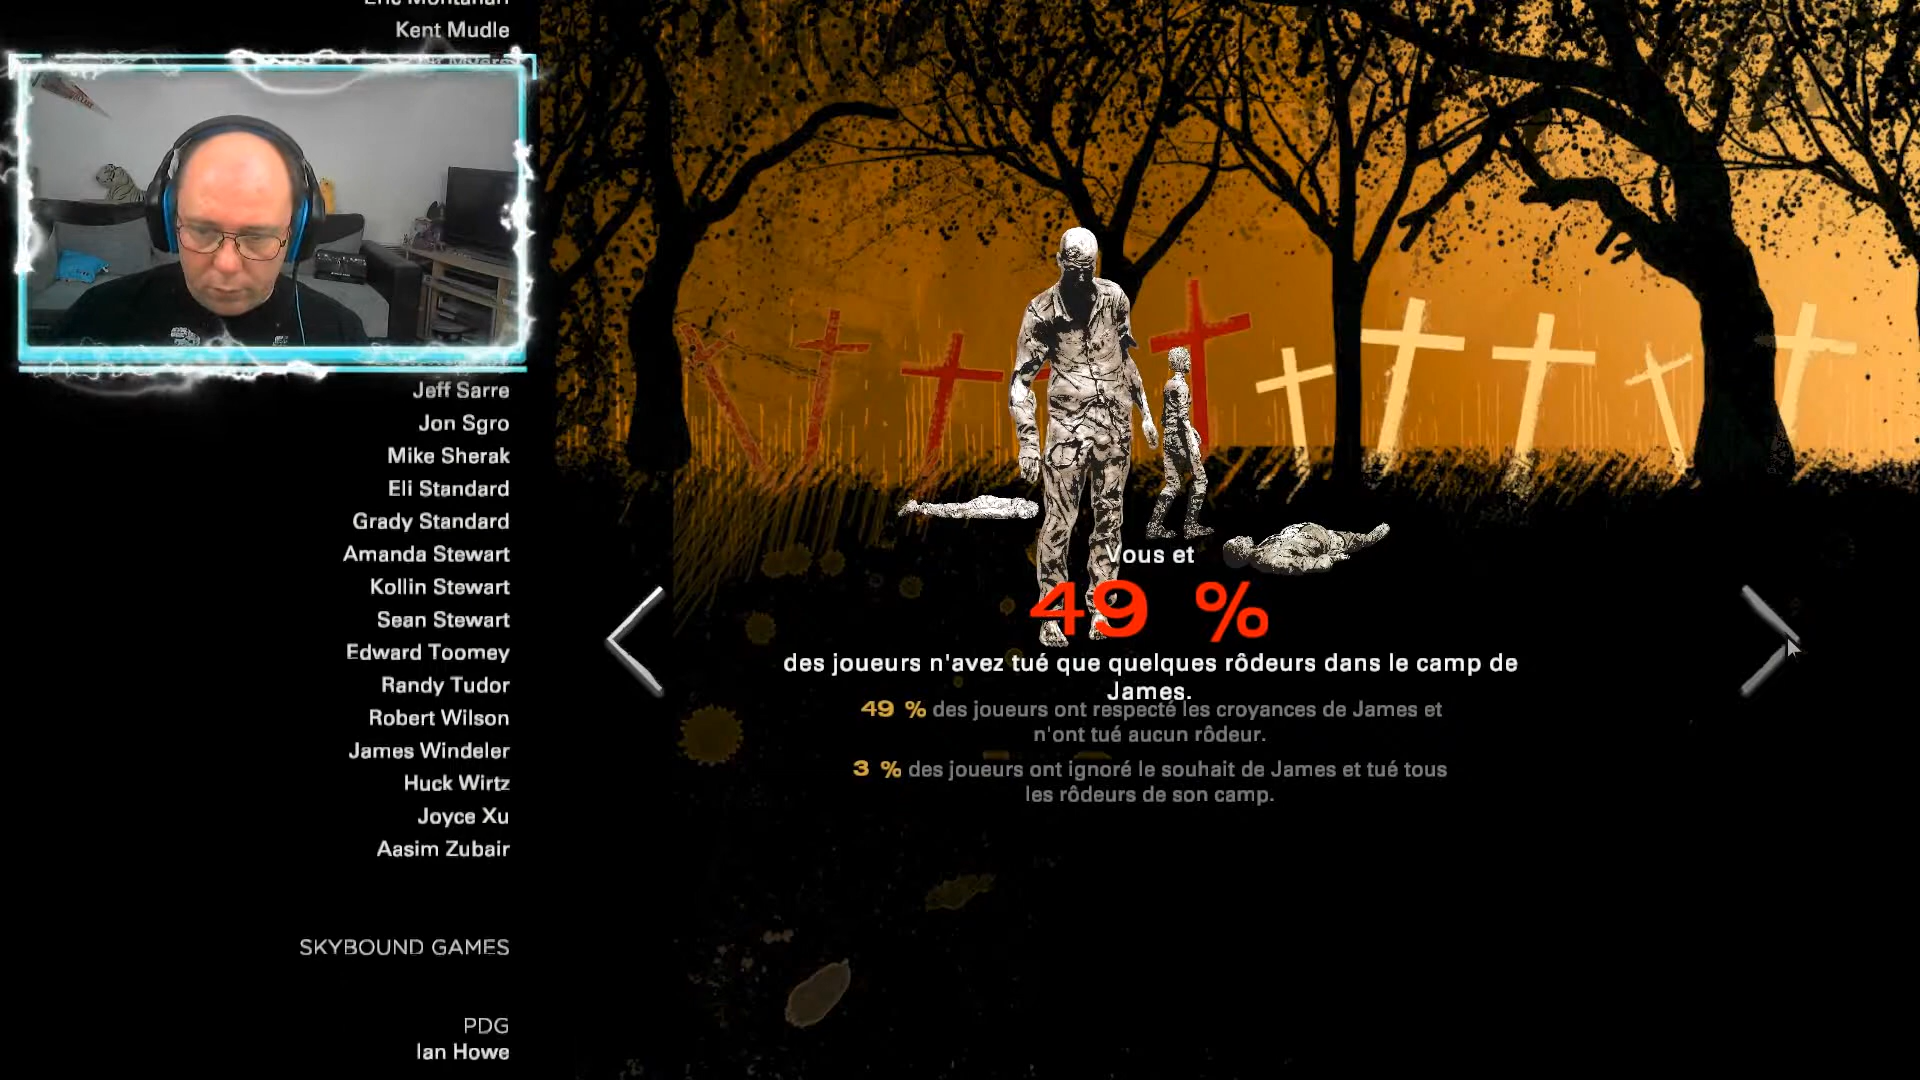 Kent Mudle
Jeff Sarre
Jon Sgro
Mike Sherak
Eli Standard
Grady Standard
Amanda Stewart
Kollin Stewart
Sean Stewart
Edward Toomey
Randy Tudor
Robert Wilson
James Windeler
Huck Wirtz
Joyce Xu
Aasim Zubair
SKYBOUND GAMES
PDG
Ian Howe
Vous et
49 %
des joueurs n'avez tué que quelques rôdeurs dans le camp de
James.
49 % des joueurs ont respecté les croyances de James et
n'ont tué aucun rôdeur.
3 % des joueurs ont ignoré le souhait de James et tué tous
les rôdeurs de son camp.